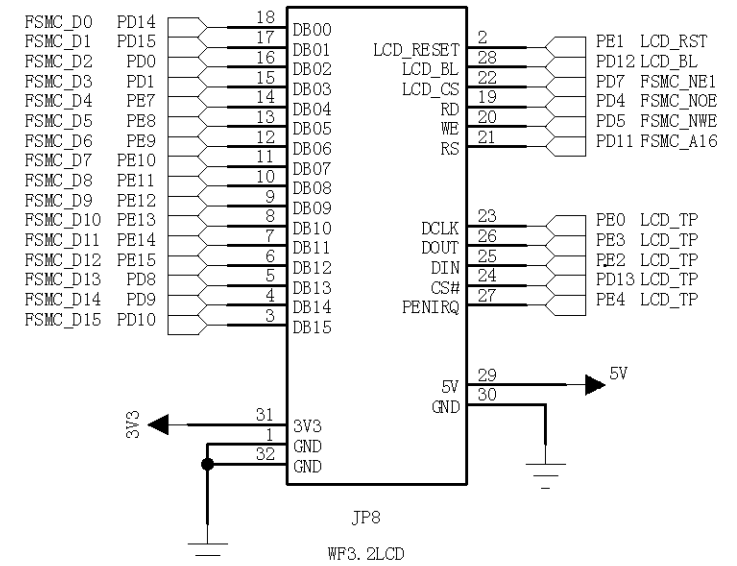 FSMC_D0 PD14 18 DB00
FSMC_D1 PD15 17 DB01
FSMC_D2 PD0 16 DB02
FSMC_D3 PD1 15 DB03
FSMC_D4 PE7 14 DB04
FSMC_D5 PE8 13 DB05
FSMC_D6 PE9 12 DB06
FSMC_D7 PE10 11 DB07
FSMC_D8 PE11 10 DB08
FSMC_D9 PE12 9 DB09
FSMC_D10 PE13 8 DB10
FSMC_D11 PE14 7 DB11
FSMC_D12 PE15 6 DB12
FSMC_D13 PD8 5 DB13
FSMC_D14 PD9 4 DB14
FSMC_D15 PD10 3 DB15
3V3 31 3V3
1 GND
32 GND
LCD_RESET 2 PE1 LCD_RST
LCD_BL 28 PD12 LCD_BL
LCD_CS 22 PD7 FSMC_NE1
RD 19 PD4 FSMC_NOE
WE 20 PD5 FSMC_NWE
RS 21 PD11 FSMC_A16
DCLK 23 PE0 LCD_TP
DOUT 26 PE3 LCD_TP
DIN 25 PE2 LCD_TP
CS# 24 PD13 LCD_TP
PENIRQ 27 PE4 LCD_TP
5V 29 5V
GND 30
JP8
WF3.2LCD